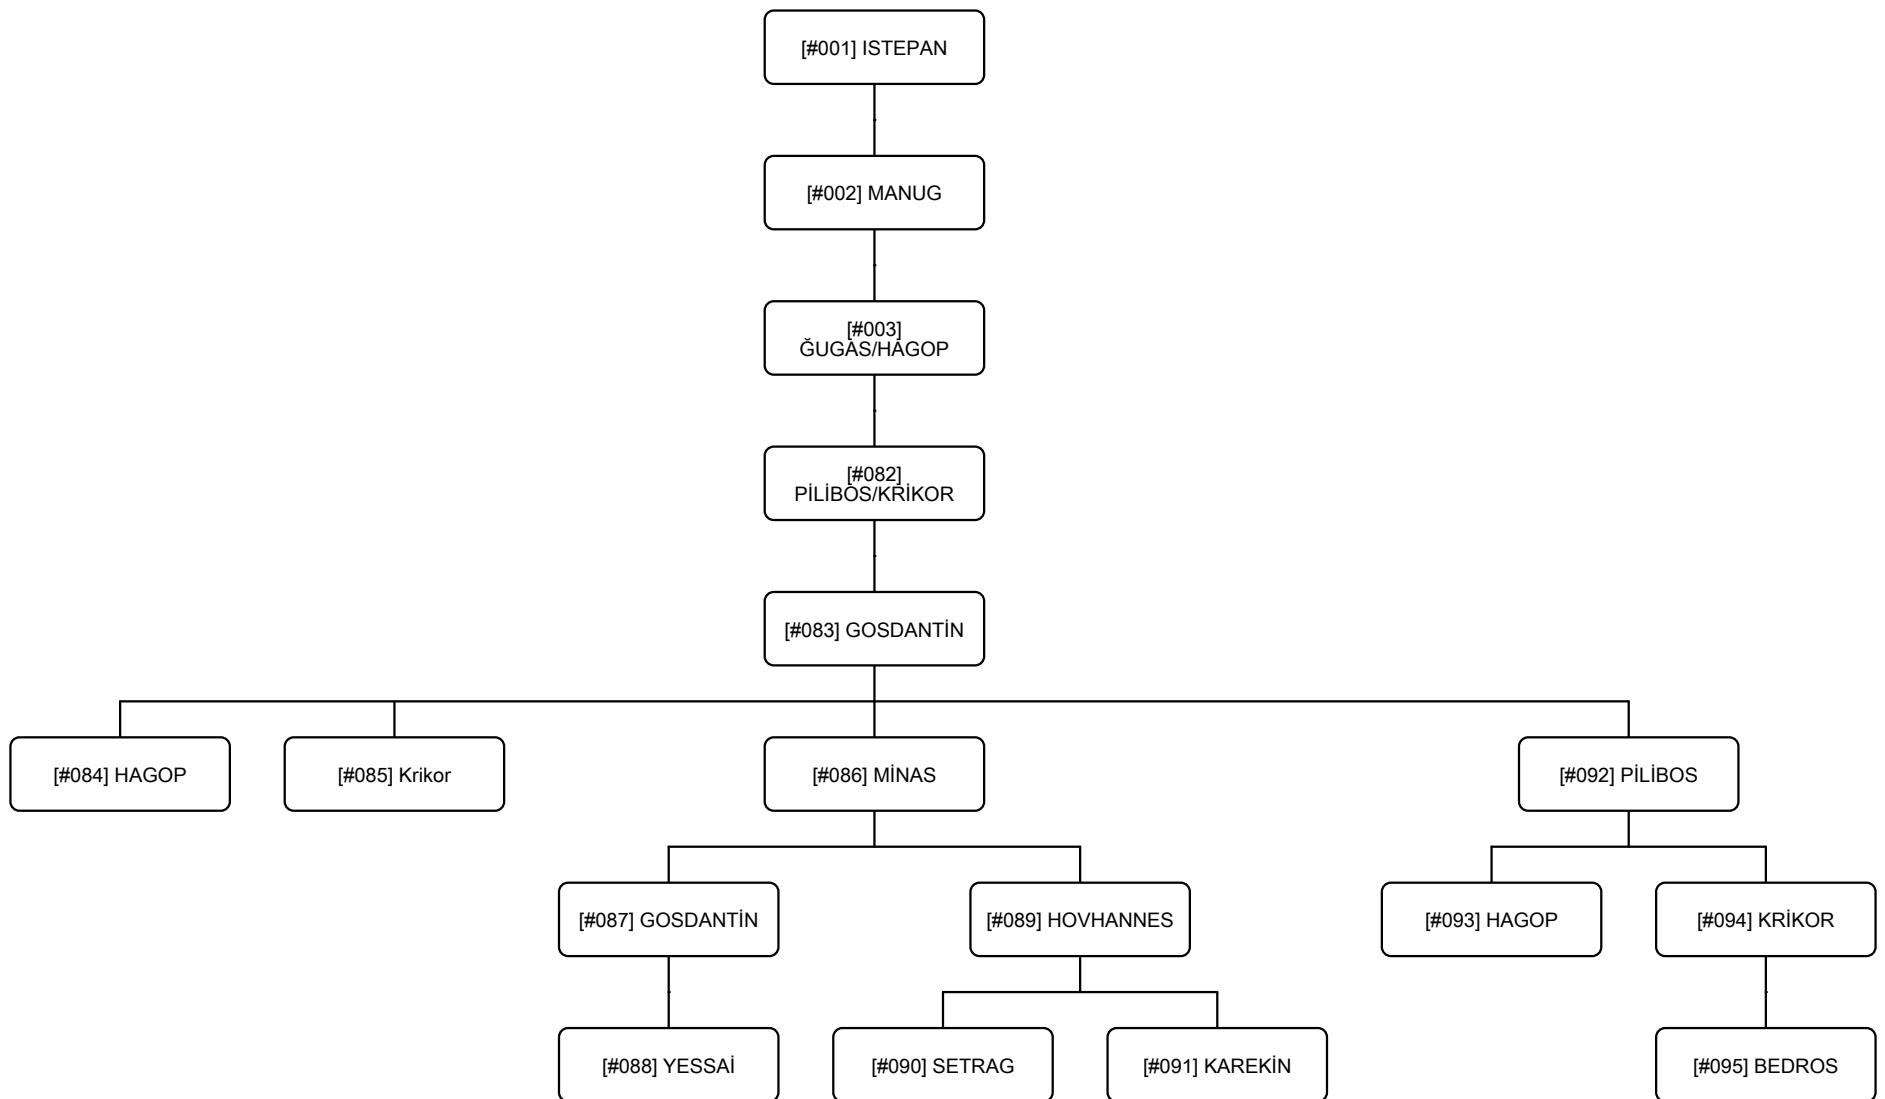 [#001] ISTEPAN
[#002] MANUG
[#003]
ĞUGAS/HAGOP
[#082]
PİLİBOS/KRİKOR
[#083] GOSDANTİN
[#084] HAGOP
[#085] Krikor
[#086] MİNAS
[#092] PİLİBOS
[#087] GOSDANTİN
[#089] HOVHANNES
[#093] HAGOP
[#094] KRİKOR
[#088] YESSAİ
[#090] SETRAG
[#091] KAREKİN
[#095] BEDROS